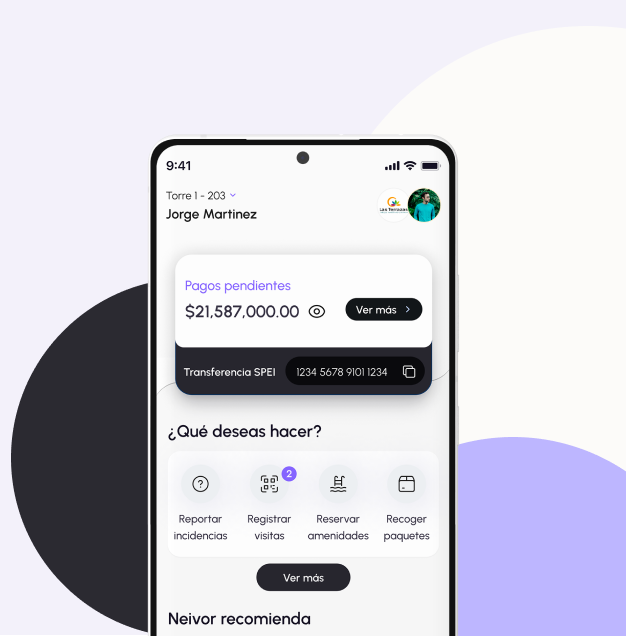 9:41
Torre 1 - 203
Jorge Martinez
Las Terrazas
Pagos pendientes
$21,587,000.00
Ver más
Transferencia SPEI
1234 5678 9101 1234
¿Qué deseas hacer?
2
Reportar incidencias
Registrar visitas
Reservar amenidades
Recoger paquetes
Ver más
Neivor recomienda